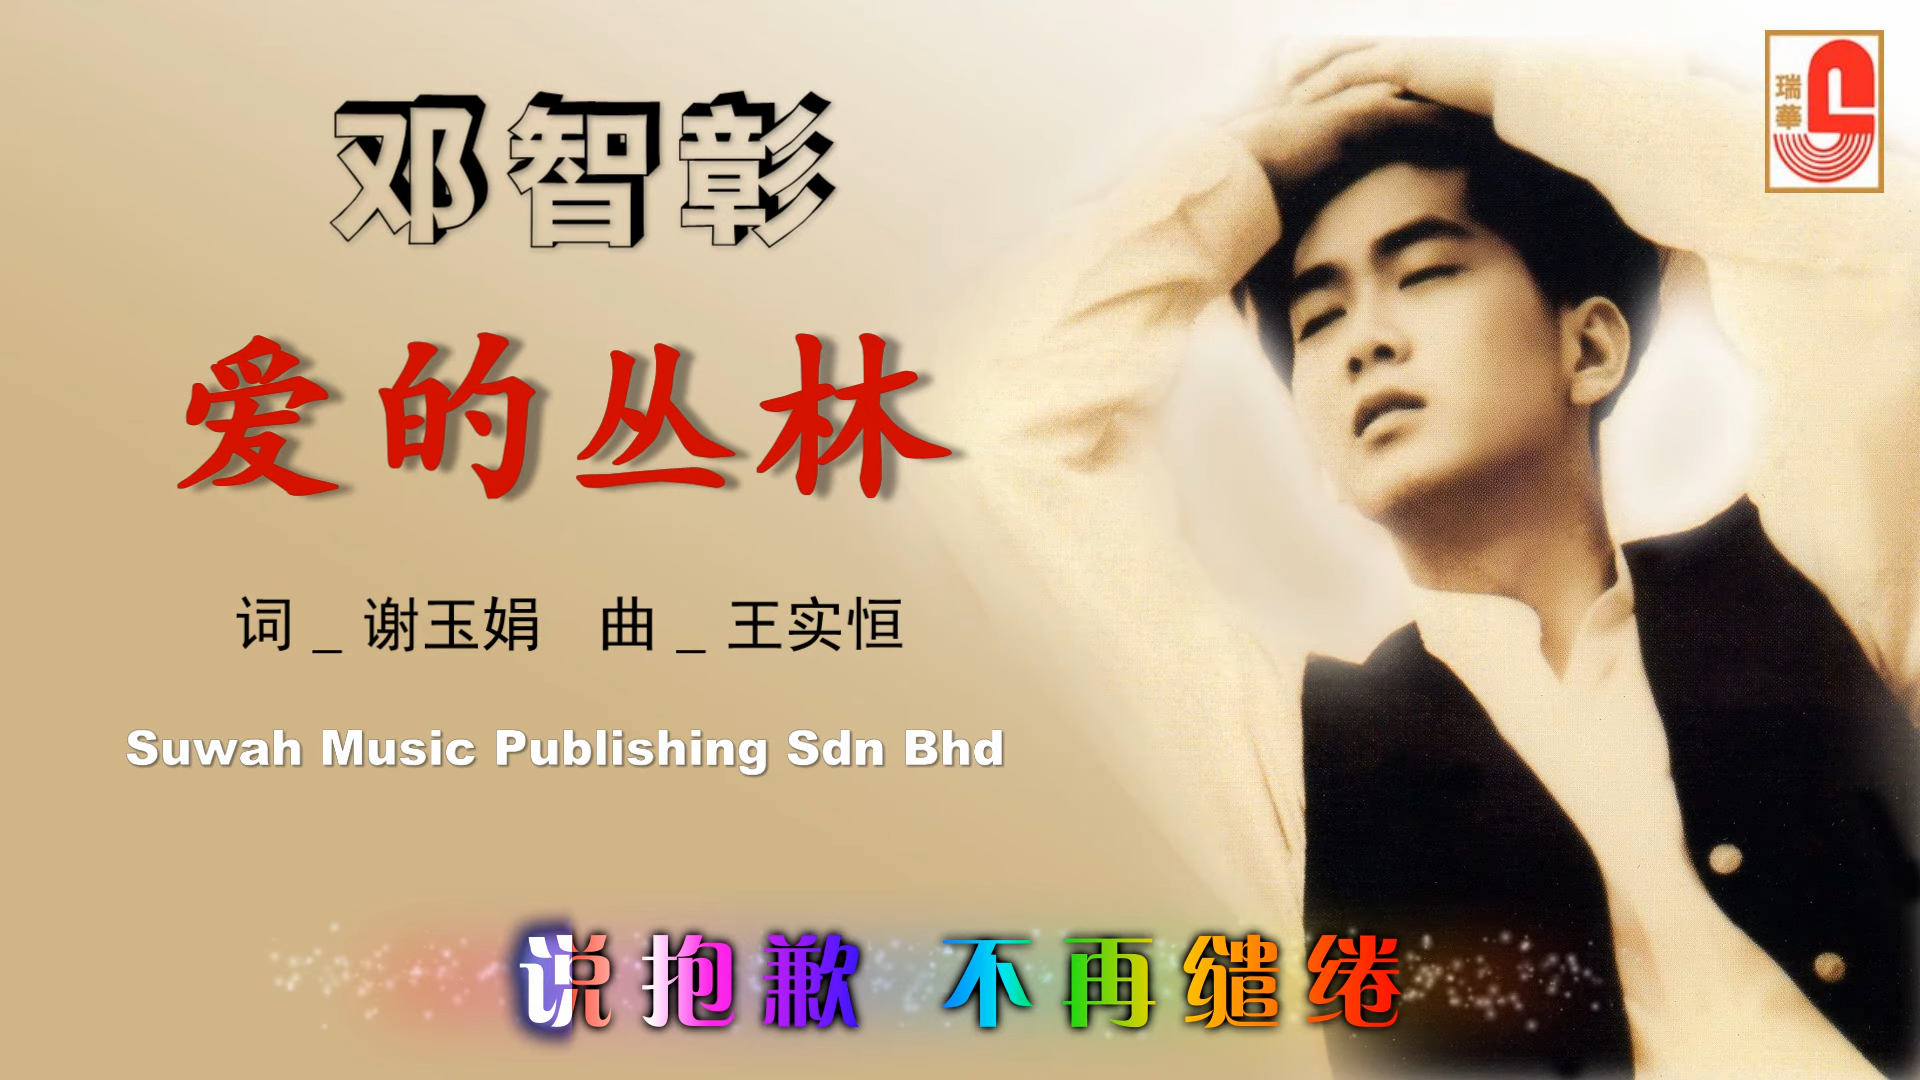 瑞華
邓智彰
爱的丛林
词_谢玉娟 曲_王实恒
Suwah Music Publishing Sdn Bhd
说抱歉 不再缱绻